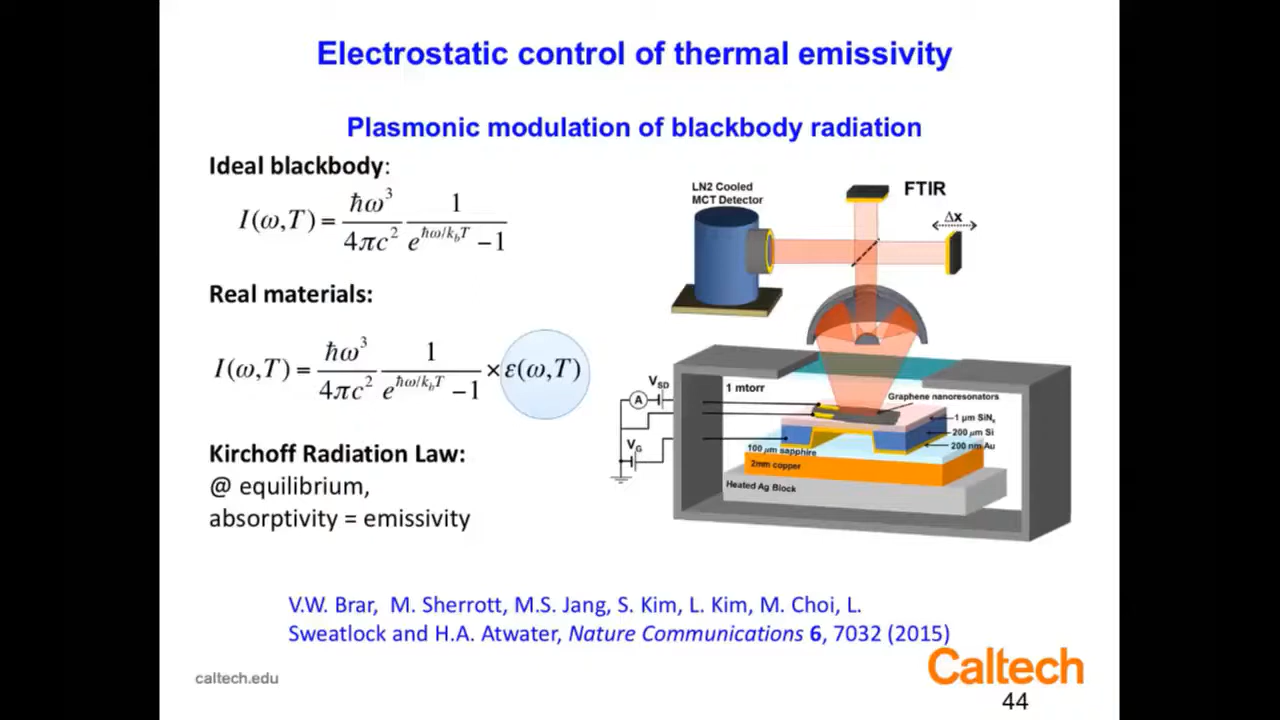 Electrostatic control of thermal emissivity
Plasmonic modulation of blackbody radiation
Ideal blackbody:
I(ω,T) = ħω³/4πc² 1/(e^{ħω/k_bT} −1)
Real materials:
I(ω,T) = ħω³/4πc² 1/(e^{ħω/k_bT} −1) × ε(ω,T)
Kirchoff Radiation Law:
@ equilibrium,
absorptivity = emissivity
LN2 Cooled
MCT Detector
FTIR
Δx
V_SD
A
1 mtorr
Graphene nanoresonators
1 μm SiNₓ
200 μm Si
200 nm Au
V_G
100 μm sapphire
2mm copper
Heated Ag Block
V.W. Brar, M. Sherrott, M.S. Jang, S. Kim, L. Kim, M. Choi, L.
Sweatlock and H.A. Atwater, Nature Communications 6, 7032 (2015)
caltech.edu
Caltech
44